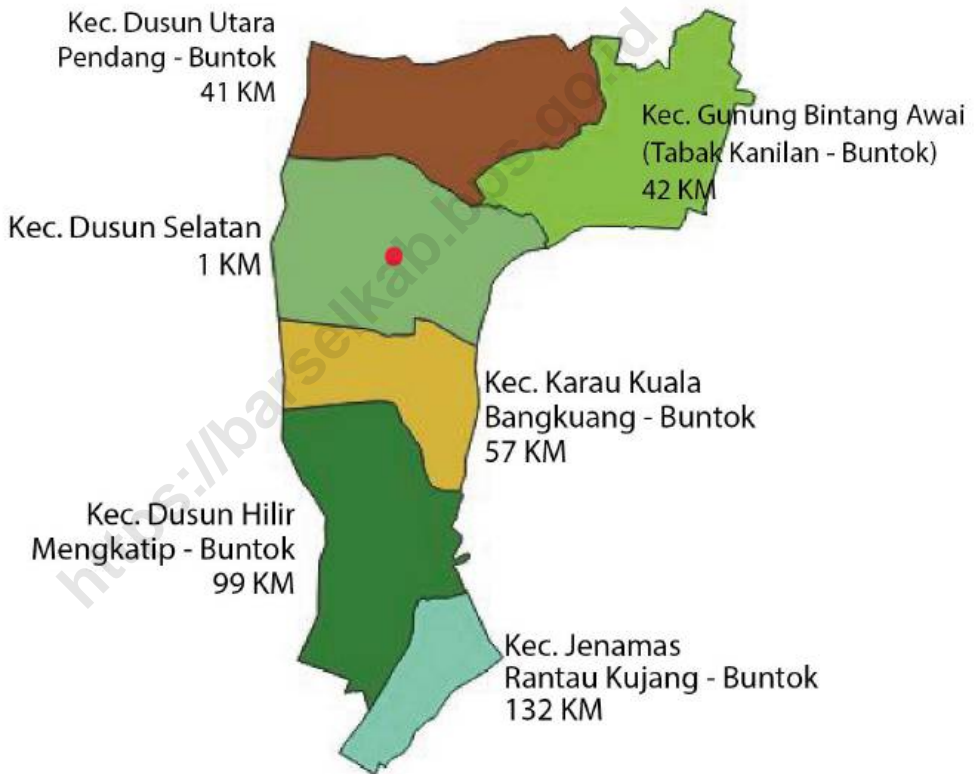 Kec. Dusun Utara
Pendang - Buntok
41 KM
Kec. Gunung Bintang Awai
(Tabak Kanilan - Buntok)
42 KM
Kec. Dusun Selatan
1 KM
Kec. Karau Kuala
Bangkuang - Buntok
57 KM
Kec. Dusun Hilir
Mengkatip - Buntok
99 KM
Kec. Jenamas
Rantau Kujang - Buntok
132 KM
https://barselkab.bps.go.id